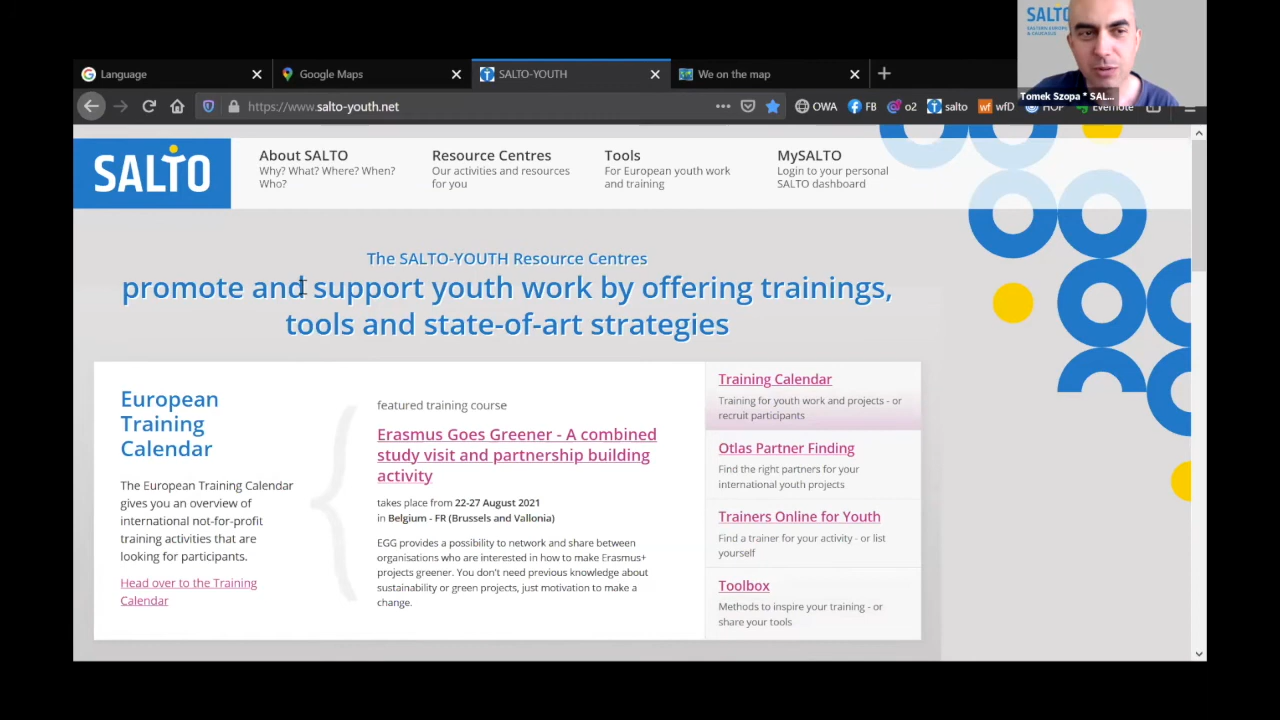 SALTO
Language
Google Maps
SALTO-YOUTH
We on the map
https://www.salto-youth.net
OWA
FB
o2
salto
wfD
Evernote
Tomek Szopa * SAL...
SALTO
About SALTO
Why? What? Where? When?
Who?
Resource Centres
Our activities and resources
for you
Tools
For European youth work
and training
MySALTO
Login to your personal
SALTO dashboard
The SALTO-YOUTH Resource Centres
promote and support youth work by offering trainings,
tools and state-of-art strategies
European
Training
Calendar
The European Training Calendar
gives you an overview of
international not-for-profit
training activities that are
looking for participants.
Head over to the Training
Calendar
featured training course
Erasmus Goes Greener - A combined
study visit and partnership building
activity
takes place from 22-27 August 2021
in Belgium - FR (Brussels and Vallonia)
EGG provides a possibility to network and share between
organisations who are interested in how to make Erasmus+
projects greener. You don't need previous knowledge about
sustainability or green projects, just motivation to make a
change.
Training Calendar
Training for youth work and projects - or
recruit participants
Otlas Partner Finding
Find the right partners for your
international youth projects
Trainers Online for Youth
Find a trainer for your activity - or list
yourself
Toolbox
Methods to inspire your training - or
share your tools